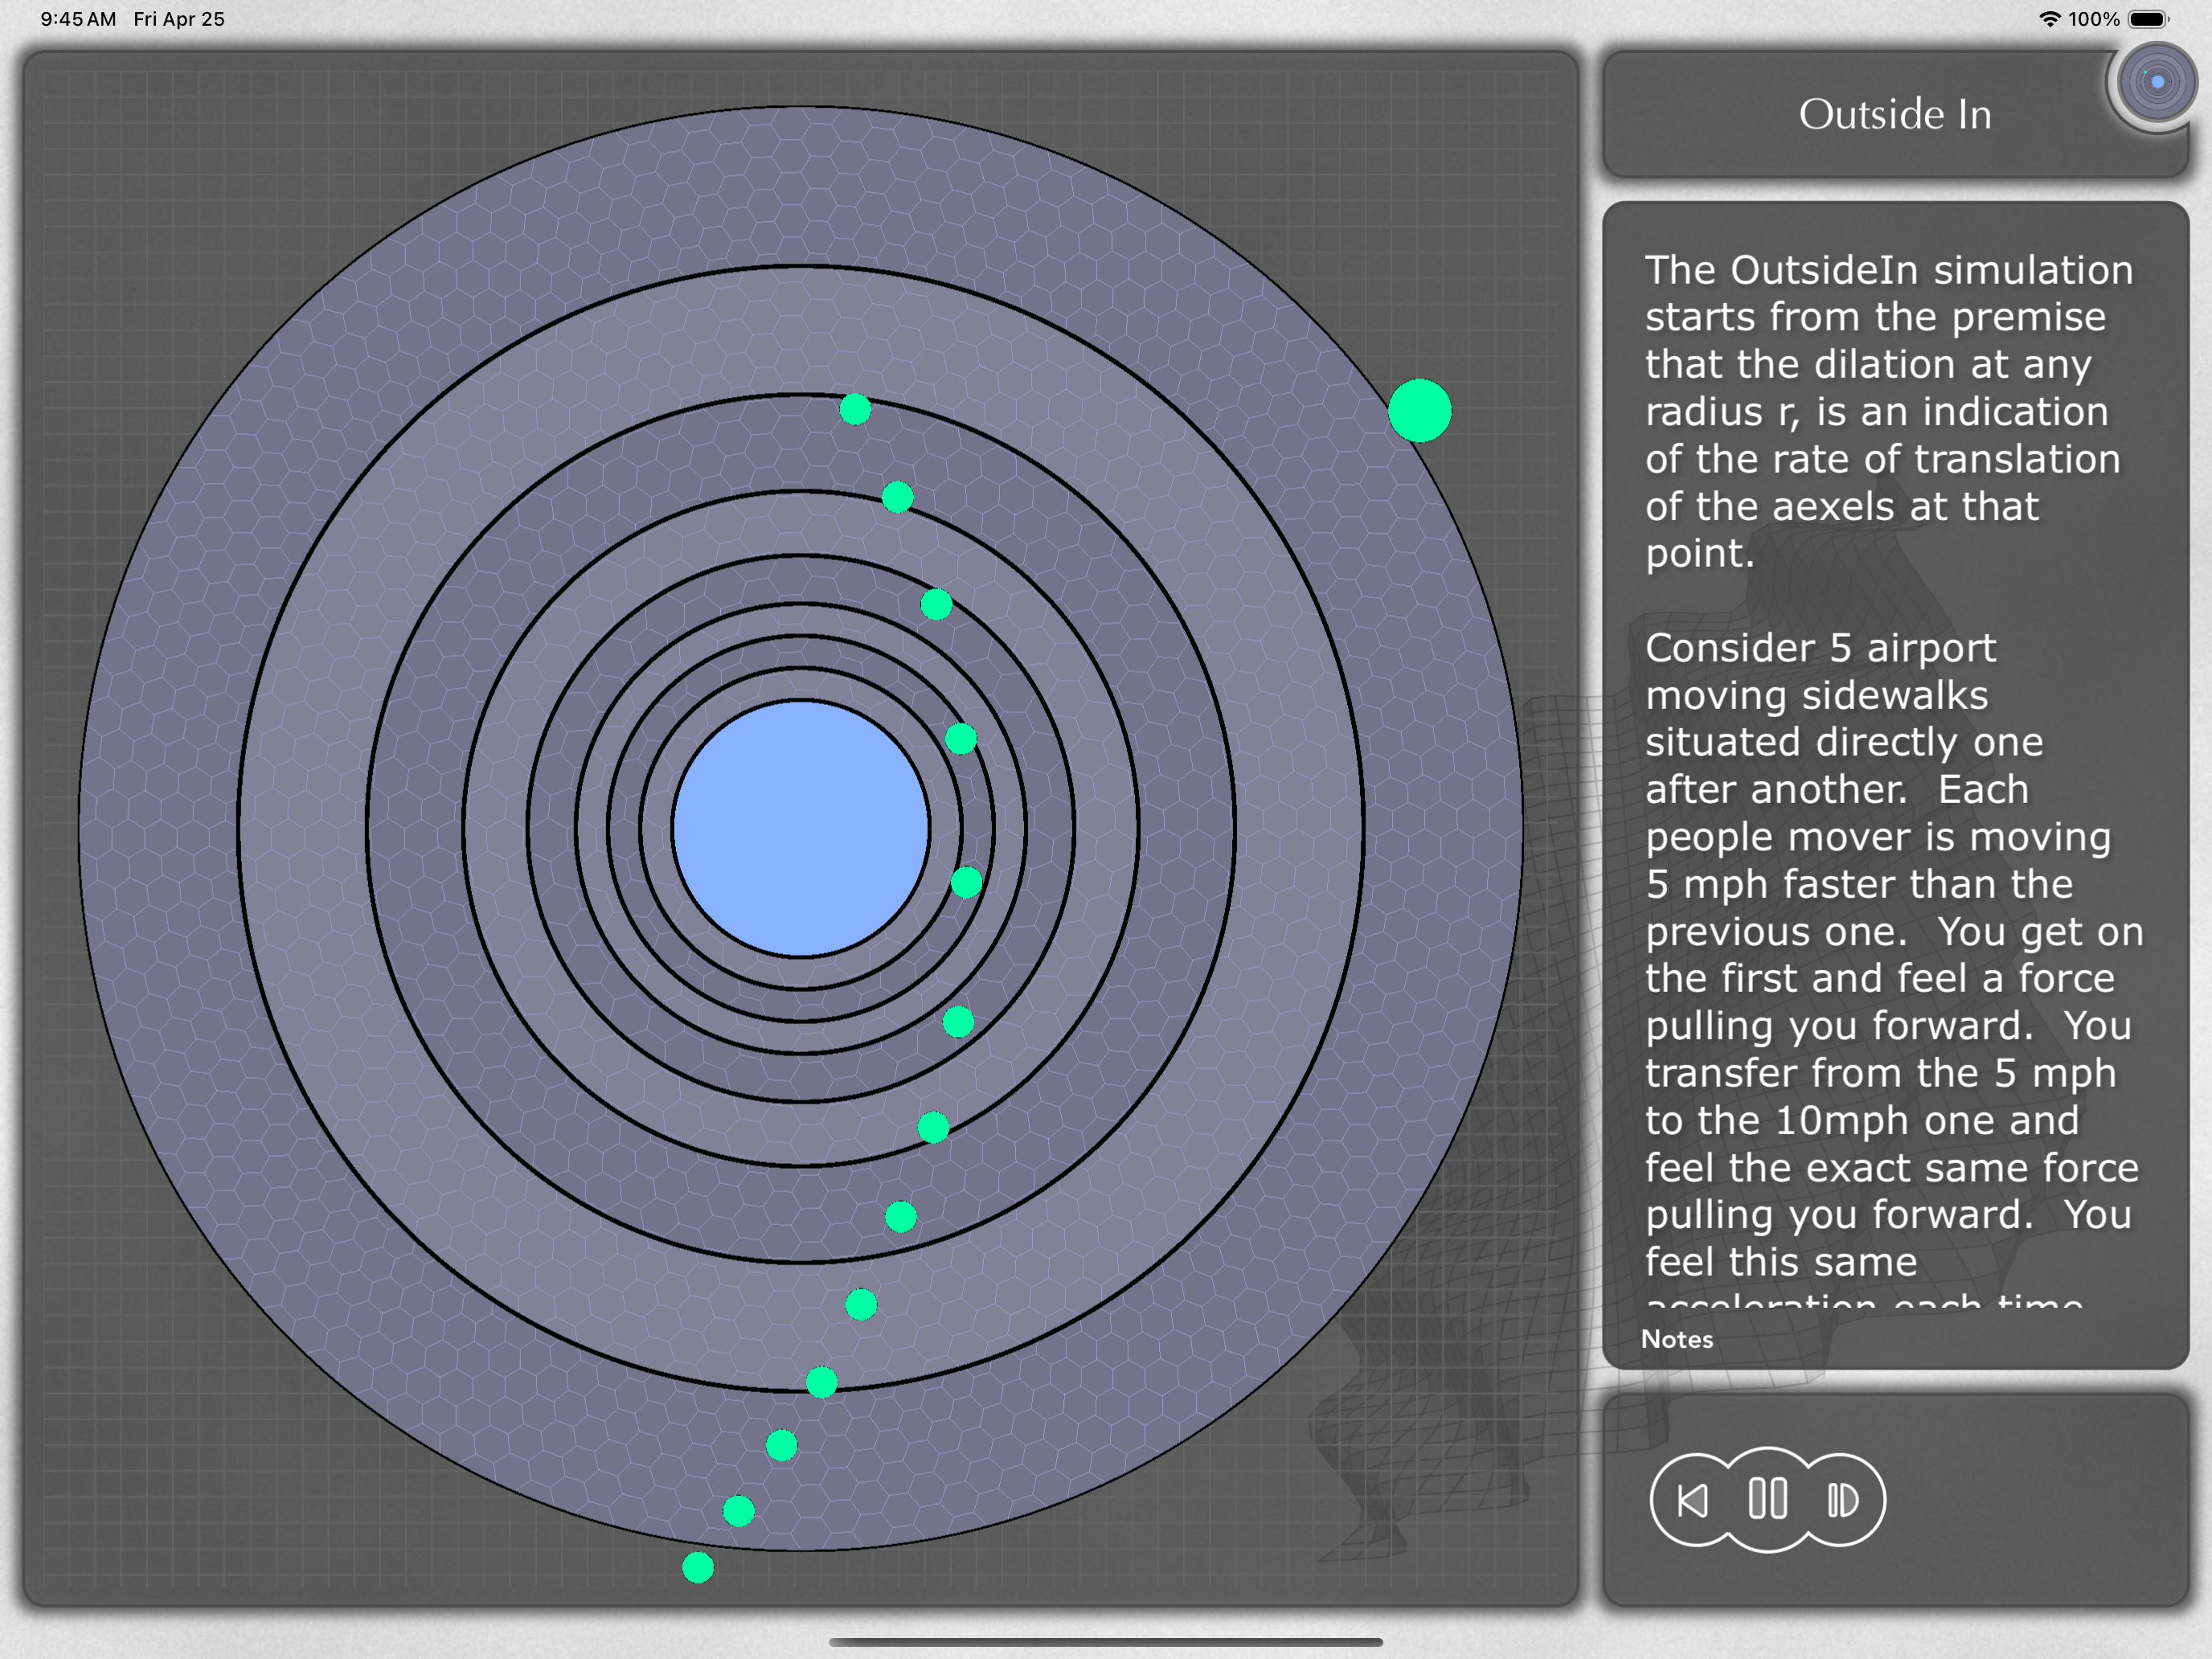 9:45 AM Fri Apr 25
100%
Outside In
The OutsideIn simulation
starts from the premise
that the dilation at any
radius r, is an indication
of the rate of translation
of the aexels at that
point.
Consider 5 airport
moving sidewalks
situated directly one
after another.  Each
people mover is moving
5 mph faster than the
previous one.  You get on
the first and feel a force
pulling you forward.  You
transfer from the 5 mph
to the 10mph one and
feel the exact same force
pulling you forward.  You
feel this same
acceleration each time
Notes